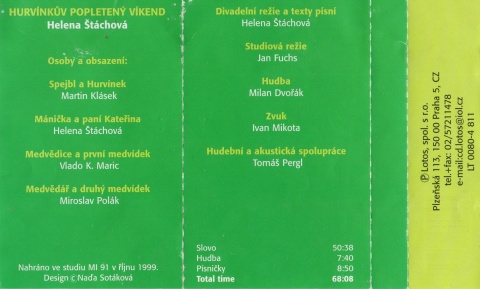 HURVÍNKŮV POPLETENÝ VÍKEND
Helena Štáchová
Osoby a obsazení:
Spejbl a Hurvínek
Martin Klásek
Mánička a paní Kateřina
Helena Štáchová
Medvědice a první medvídek
Vlado K. Maric
Medvědář a druhý medvídek
Miroslav Polák
Nahráno ve studiu MI 91 v říjnu 1999.
Design © Naďa Sotáková
Divadelní režie a texty písní
Helena Štáchová
Studiová režie
Jan Fuchs
Hudba
Milan Dvořák
Zvuk
Ivan Mikota
Hudební a akustická spolupráce
Tomáš Pergl
Slovo 50:38
Hudba 7:40
Písničky 8:50
Total time 68:08
℗ Lotos, spol. s r.o.
Plzeňská 113, 150 00 Praha 5, CZ
tel.+fax: 02/57211478
e-mail:cd.lotos@iol.cz
LT 0080-4 811